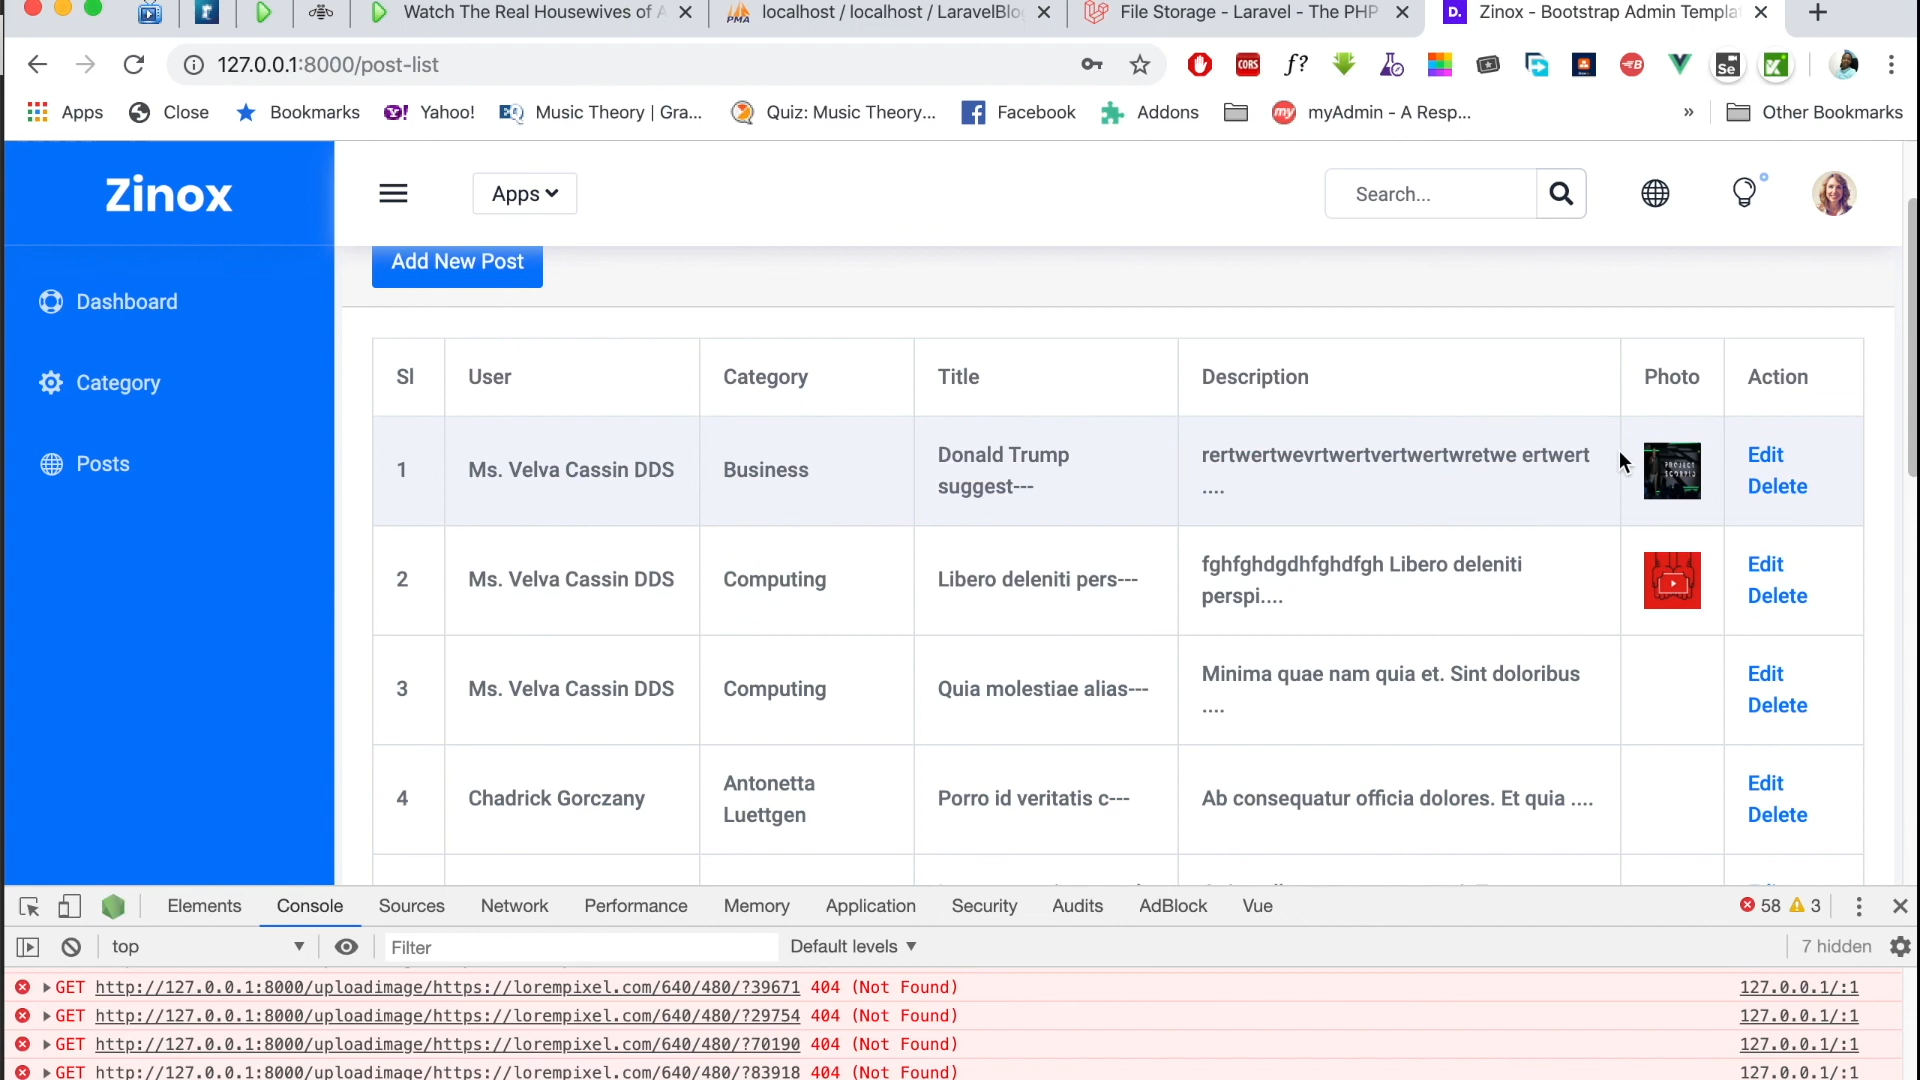 Watch The Real Housewives of A
localhost / localhost / LaravelBlo
File Storage - Laravel - The PHP
D.
Zinox - Bootstrap Admin Templa
127.0.0.1:8000/post-list
CORS
f?
Se
Apps
Close
Bookmarks
Yahoo!
Music Theory | Gra...
Quiz: Music Theory...
Facebook
Addons
my
myAdmin - A Resp...
»
Other Bookmarks
Zinox
Apps
Search...
Dashboard
Category
Posts
Add New Post
Sl User Category Title Description Photo Action
1 Ms. Velva Cassin DDS Business Donald Trump suggest--- rertwertwevrtwertvertwertwretwe ertwert .... Edit Delete
2 Ms. Velva Cassin DDS Computing Libero deleniti pers--- fghfghdgdhfghdfgh Libero deleniti perspi.... Edit Delete
3 Ms. Velva Cassin DDS Computing Quia molestiae alias--- Minima quae nam quia et. Sint doloribus .... Edit Delete
4 Chadrick Gorczany Antonetta Luettgen Porro id veritatis c--- Ab consequatur officia dolores. Et quia .... Edit Delete
Elements Console Sources Network Performance Memory Application Security Audits AdBlock Vue 58 3
top Filter Default levels 7 hidden
GET http://127.0.0.1:8000/uploadimage/https://lorempixel.com/640/480/?39671 404 (Not Found) 127.0.0.1/:1
GET http://127.0.0.1:8000/uploadimage/https://lorempixel.com/640/480/?29754 404 (Not Found) 127.0.0.1/:1
GET http://127.0.0.1:8000/uploadimage/https://lorempixel.com/640/480/?70190 404 (Not Found) 127.0.0.1/:1
GET http://127.0.0.1:8000/uploadimage/https://lorempixel.com/640/480/?83918 404 (Not Found) 127.0.0.1/:1